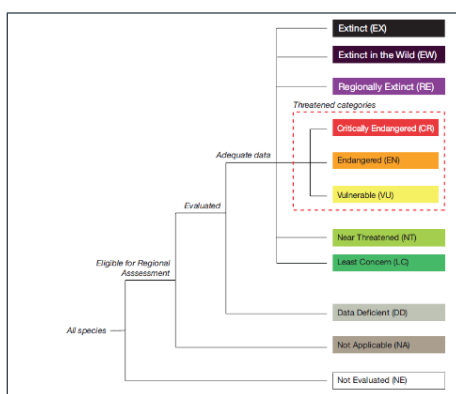 Extinct (EX)
Extinct in the Wild (EW)
Regionally Extinct (RE)
Threatened categories
Critically Endangered (CR)
Adequate data
Endangered (EN)
Vulnerable (VU)
Evaluated
Near Threatened (NT)
Eligible for Regional
Asssessment
Least Concern (LC)
Data Deficient (DD)
All species
Not Applicable (NA)
Not Evaluated (NE)